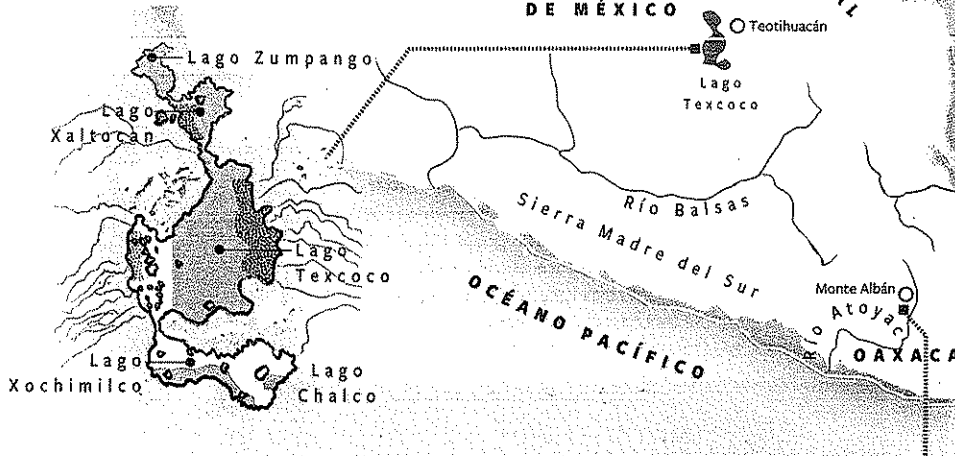 DE MÉXICO
Teotihuacán
Lago
Texcoco
Lago Zumpango
Lago
Xaltocan
Lago
Texcoco
Lago
Xochimilco
Lago
Chalco
Río Balsas
Sierra Madre del Sur
OCÉANO PACÍFICO
Monte Albán
Río Atoyac
OAXACA